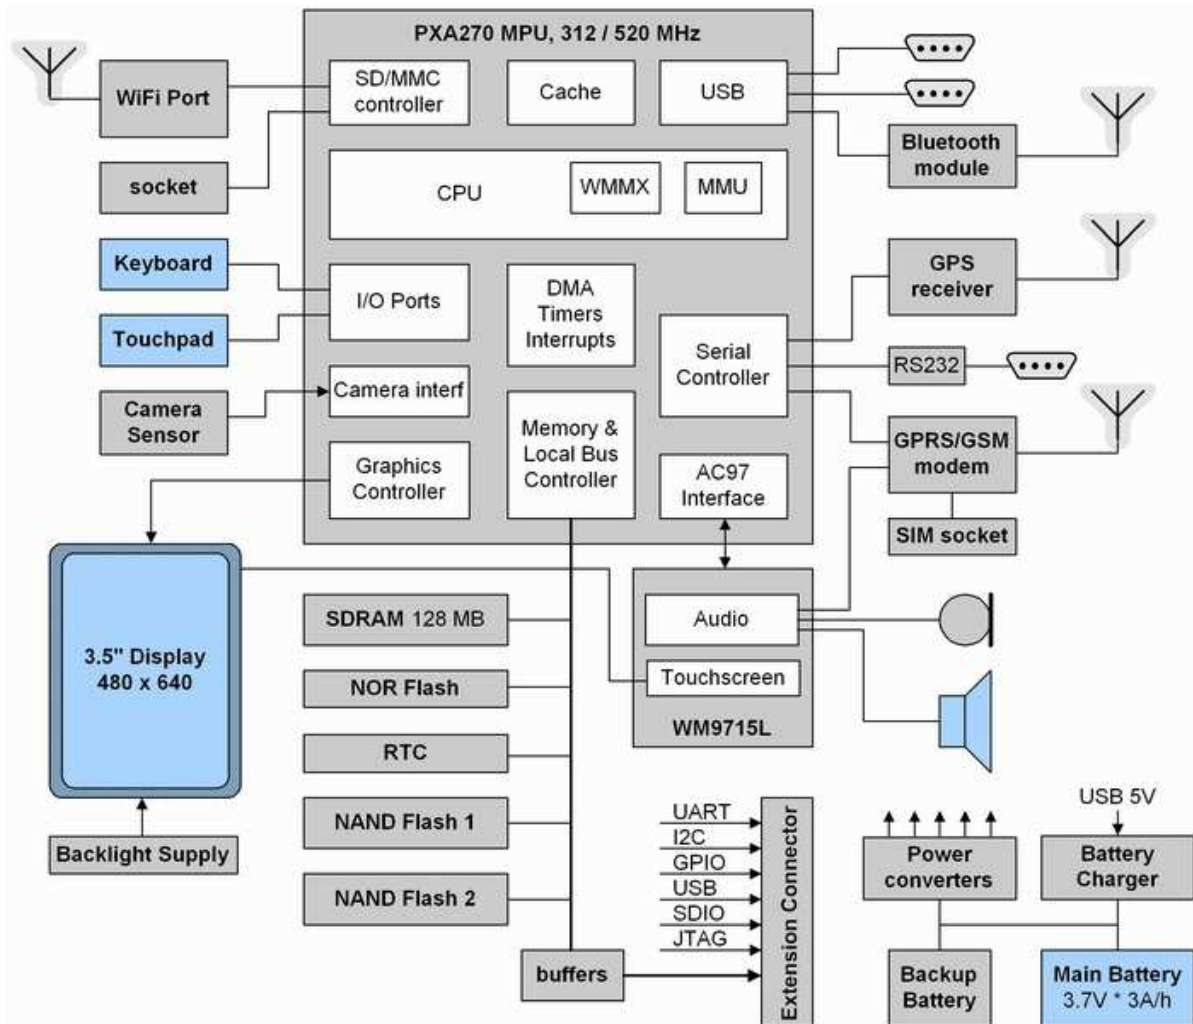 PXA270 MPU, 312 / 520 MHz
WiFi Port
SD/MMC
controller
Cache
USB
Bluetooth
module
socket
CPU
WMMX
MMU
Keyboard
I/O Ports
DMA
Timers
Interrupts
GPS
receiver
Touchpad
Serial
Controller
RS232
Camera
Sensor
Camera interf
Memory &
Local Bus
Controller
GPRS/GSM
modem
Graphics
Controller
AC97
Interface
SIM socket
3.5" Display
480 x 640
SDRAM 128 MB
Audio
NOR Flash
Touchscreen
WM9715L
RTC
NAND Flash 1
Backlight Supply
NAND Flash 2
buffers
UART
I2C
GPIO
USB
SDIO
JTAG
Extension Connector
USB 5V
Power
converters
Battery
Charger
Backup
Battery
Main Battery
3.7V * 3A/h